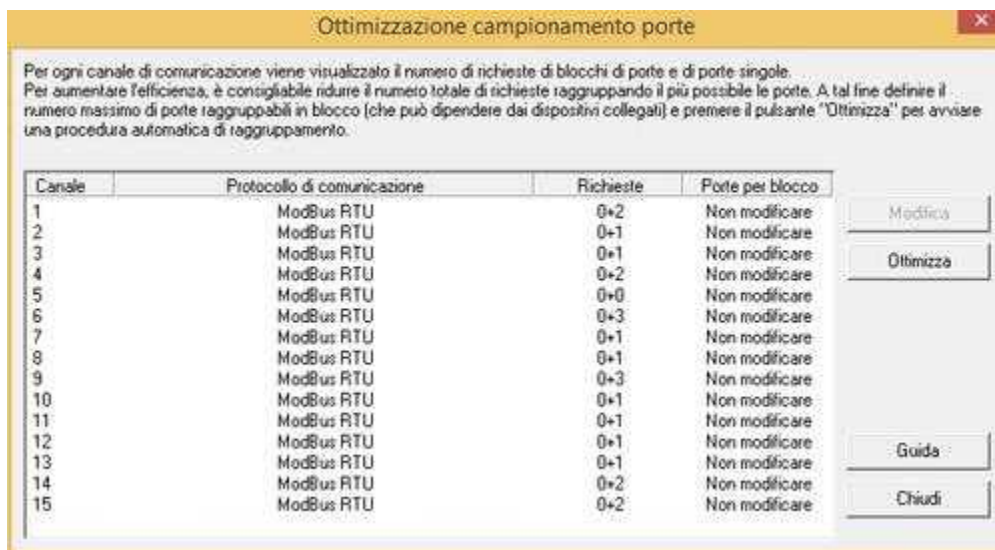 Ottimizzazione campionamento porte
Per ogni canale di comunicazione viene visualizzato il numero di richieste di blocchi di porte e di porte singole.
Per aumentare l'efficienza, è consigliabile ridurre il numero totale di richieste raggruppando il più possibile le porte. A tal fine definire il
numero massimo di porte raggruppabili in blocco (che può dipendere dai dispositivi collegati) e premere il pulsante "Ottimizza" per avviare
una procedura automatica di raggruppamento.
Canale Protocollo di comunicazione Richieste Porte per blocco
1 ModBus RTU 0+2 Non modificare
2 ModBus RTU 0+1 Non modificare
3 ModBus RTU 0+1 Non modificare
4 ModBus RTU 0+2 Non modificare
5 ModBus RTU 0+0 Non modificare
6 ModBus RTU 0+3 Non modificare
7 ModBus RTU 0+1 Non modificare
8 ModBus RTU 0+1 Non modificare
9 ModBus RTU 0+3 Non modificare
10 ModBus RTU 0+1 Non modificare
11 ModBus RTU 0+1 Non modificare
12 ModBus RTU 0+1 Non modificare
13 ModBus RTU 0+1 Non modificare
14 ModBus RTU 0+2 Non modificare
15 ModBus RTU 0+2 Non modificare
Modifica
Ottimizza
Guida
Chiudi